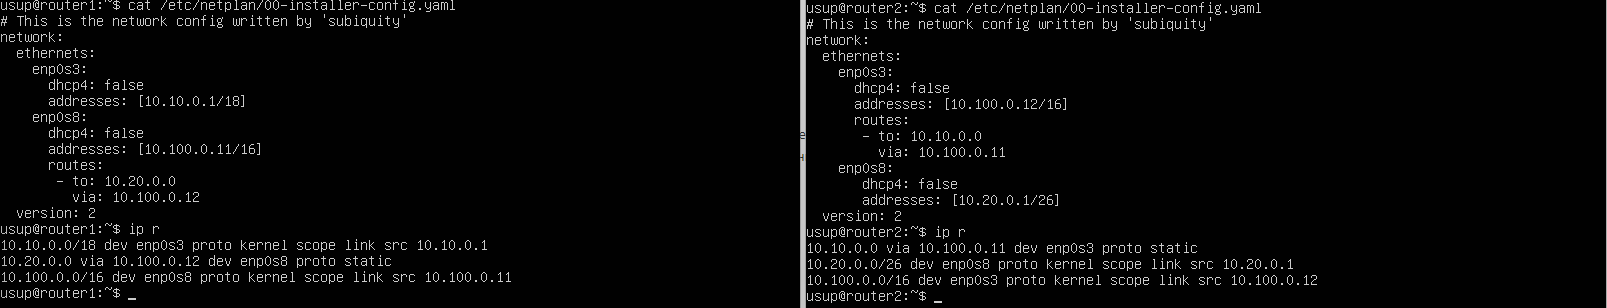 usup@router1:~$ cat /etc/netplan/00-installer-config.yaml
# This is the network config written by 'subiquity'
network:
  ethernets:
    enp0s3:
      dhcp4: false
      addresses: [10.10.0.1/18]
    enp0s8:
      dhcp4: false
      addresses: [10.100.0.11/16]
      routes:
       - to: 10.20.0.0
         via: 10.100.0.12
  version: 2
usup@router1:~$ ip r
10.10.0.0/18 dev enp0s3 proto kernel scope link src 10.10.0.1
10.20.0.0 via 10.100.0.12 dev enp0s8 proto static
10.100.0.0/16 dev enp0s8 proto kernel scope link src 10.100.0.11
usup@router1:~$ _
usup@router2:~$ cat /etc/netplan/00-installer-config.yaml
# This is the network config written by 'subiquity'
network:
  ethernets:
    enp0s3:
      dhcp4: false
      addresses: [10.100.0.12/16]
      routes:
       - to: 10.10.0.0
         via: 10.100.0.11
    enp0s8:
       dhcp4: false
       addresses: [10.20.0.1/26]
  version: 2
usup@router2:~$ ip r
10.10.0.0 via 10.100.0.11 dev enp0s3 proto static
10.20.0.0/26 dev enp0s8 proto kernel scope link src 10.20.0.1
10.100.0.0/16 dev enp0s3 proto kernel scope link src 10.100.0.12
usup@router2:~$ _